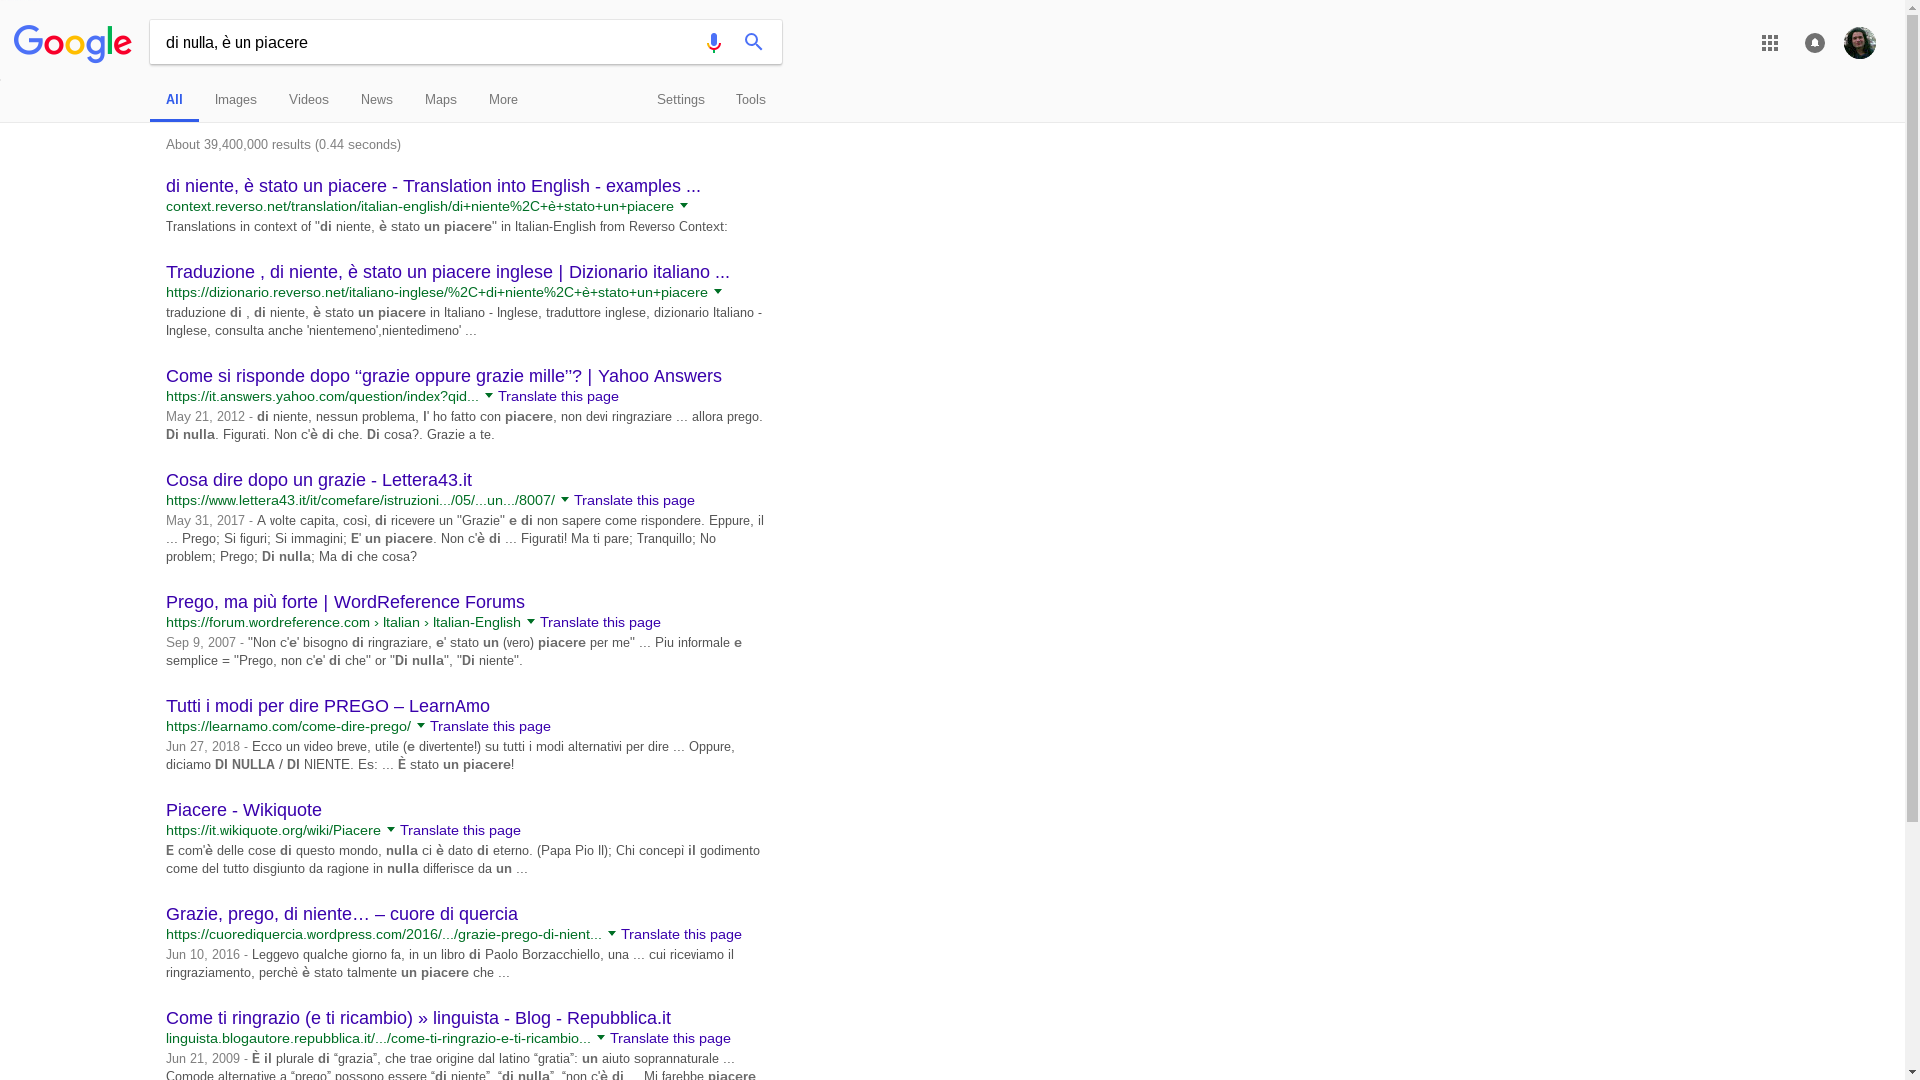 Google
di nulla, è un piacere
All Images Videos News Maps More Settings Tools
About 39,400,000 results (0.44 seconds)
di niente, è stato un piacere - Translation into English - examples ...
context.reverso.net/translation/italian-english/di+niente%2C+è+stato+un+piacere
Translations in context of "di niente, è stato un piacere" in Italian-English from Reverso Context:
Traduzione , di niente, è stato un piacere inglese | Dizionario italiano ...
https://dizionario.reverso.net/italiano-inglese/%2C+di+niente%2C+è+stato+un+piacere
traduzione di , di niente, è stato un piacere in Italiano - Inglese, traduttore inglese, dizionario Italiano -
Inglese, consulta anche 'nientemeno',nientedimeno' ...
Come si risponde dopo ‘‘grazie oppure grazie mille’’? | Yahoo Answers
https://it.answers.yahoo.com/question/index?qid... Translate this page
May 21, 2012 - di niente, nessun problema, l' ho fatto con piacere, non devi ringraziare ... allora prego.
Di nulla. Figurati. Non c'è di che. Di cosa?. Grazie a te.
Cosa dire dopo un grazie - Lettera43.it
https://www.lettera43.it/it/comefare/istruzioni.../05/...un.../8007/ Translate this page
May 31, 2017 - A volte capita, così, di ricevere un "Grazie" e di non sapere come rispondere. Eppure, il
... Prego; Si figuri; Si immagini; E' un piacere. Non c'è di ... Figurati! Ma ti pare; Tranquillo; No
problem; Prego; Di nulla; Ma di che cosa?
Prego, ma più forte | WordReference Forums
https://forum.wordreference.com › Italian › Italian-English Translate this page
Sep 9, 2007 - "Non c'e' bisogno di ringraziare, e' stato un (vero) piacere per me" ... Piu informale e
semplice = "Prego, non c'e' di che" or "Di nulla", "Di niente".
Tutti i modi per dire PREGO – LearnAmo
https://learnamo.com/come-dire-prego/ Translate this page
Jun 27, 2018 - Ecco un video breve, utile (e divertente!) su tutti i modi alternativi per dire ... Oppure,
diciamo DI NULLA / DI NIENTE. Es: ... È stato un piacere!
Piacere - Wikiquote
https://it.wikiquote.org/wiki/Piacere Translate this page
E com'è delle cose di questo mondo, nulla ci è dato di eterno. (Papa Pio II); Chi concepì il godimento
come del tutto disgiunto da ragione in nulla differisce da un ...
Grazie, prego, di niente… – cuore di quercia
https://cuorediquercia.wordpress.com/2016/.../grazie-prego-di-nient... Translate this page
Jun 10, 2016 - Leggevo qualche giorno fa, in un libro di Paolo Borzacchiello, una ... cui riceviamo il
ringraziamento, perchè è stato talmente un piacere che ...
Come ti ringrazio (e ti ricambio) » linguista - Blog - Repubblica.it
linguista.blogautore.repubblica.it/.../come-ti-ringrazio-e-ti-ricambio... Translate this page
Jun 21, 2009 - È il plurale di “grazia”, che trae origine dal latino “gratia”: un aiuto soprannaturale ...
Comode alternative a “prego” possono essere “di niente”, “di nulla”, “non c'è di ... Mi farebbe piacere